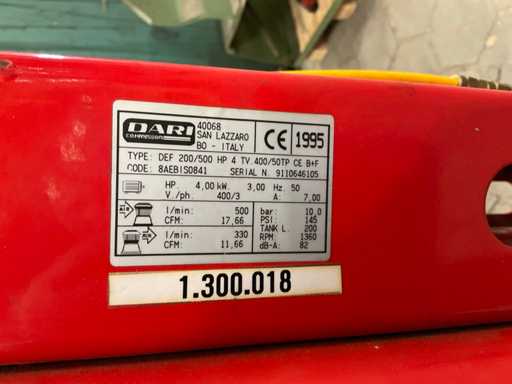 DARI
COMPRESSORI
40068
SAN LAZZARO
BO - ITALY
CE 1995
TYPE: DEF 200/500 HP 4 TV.400/50TP CE B+F
CODE: 8AEBIS0841 SERIAL N. 9110646105
HP. 4,00 kW. 3,00 Hz. 50
V./ph. 400/3 A: 7,00
AIR
l/min: 500
CFM: 17,66
AIR
l/min: 330
CFM: 11,66
bar: 10,0
PSI: 145
TANK L. 200
RPM: 1360
dB-A: 82
1.300.018